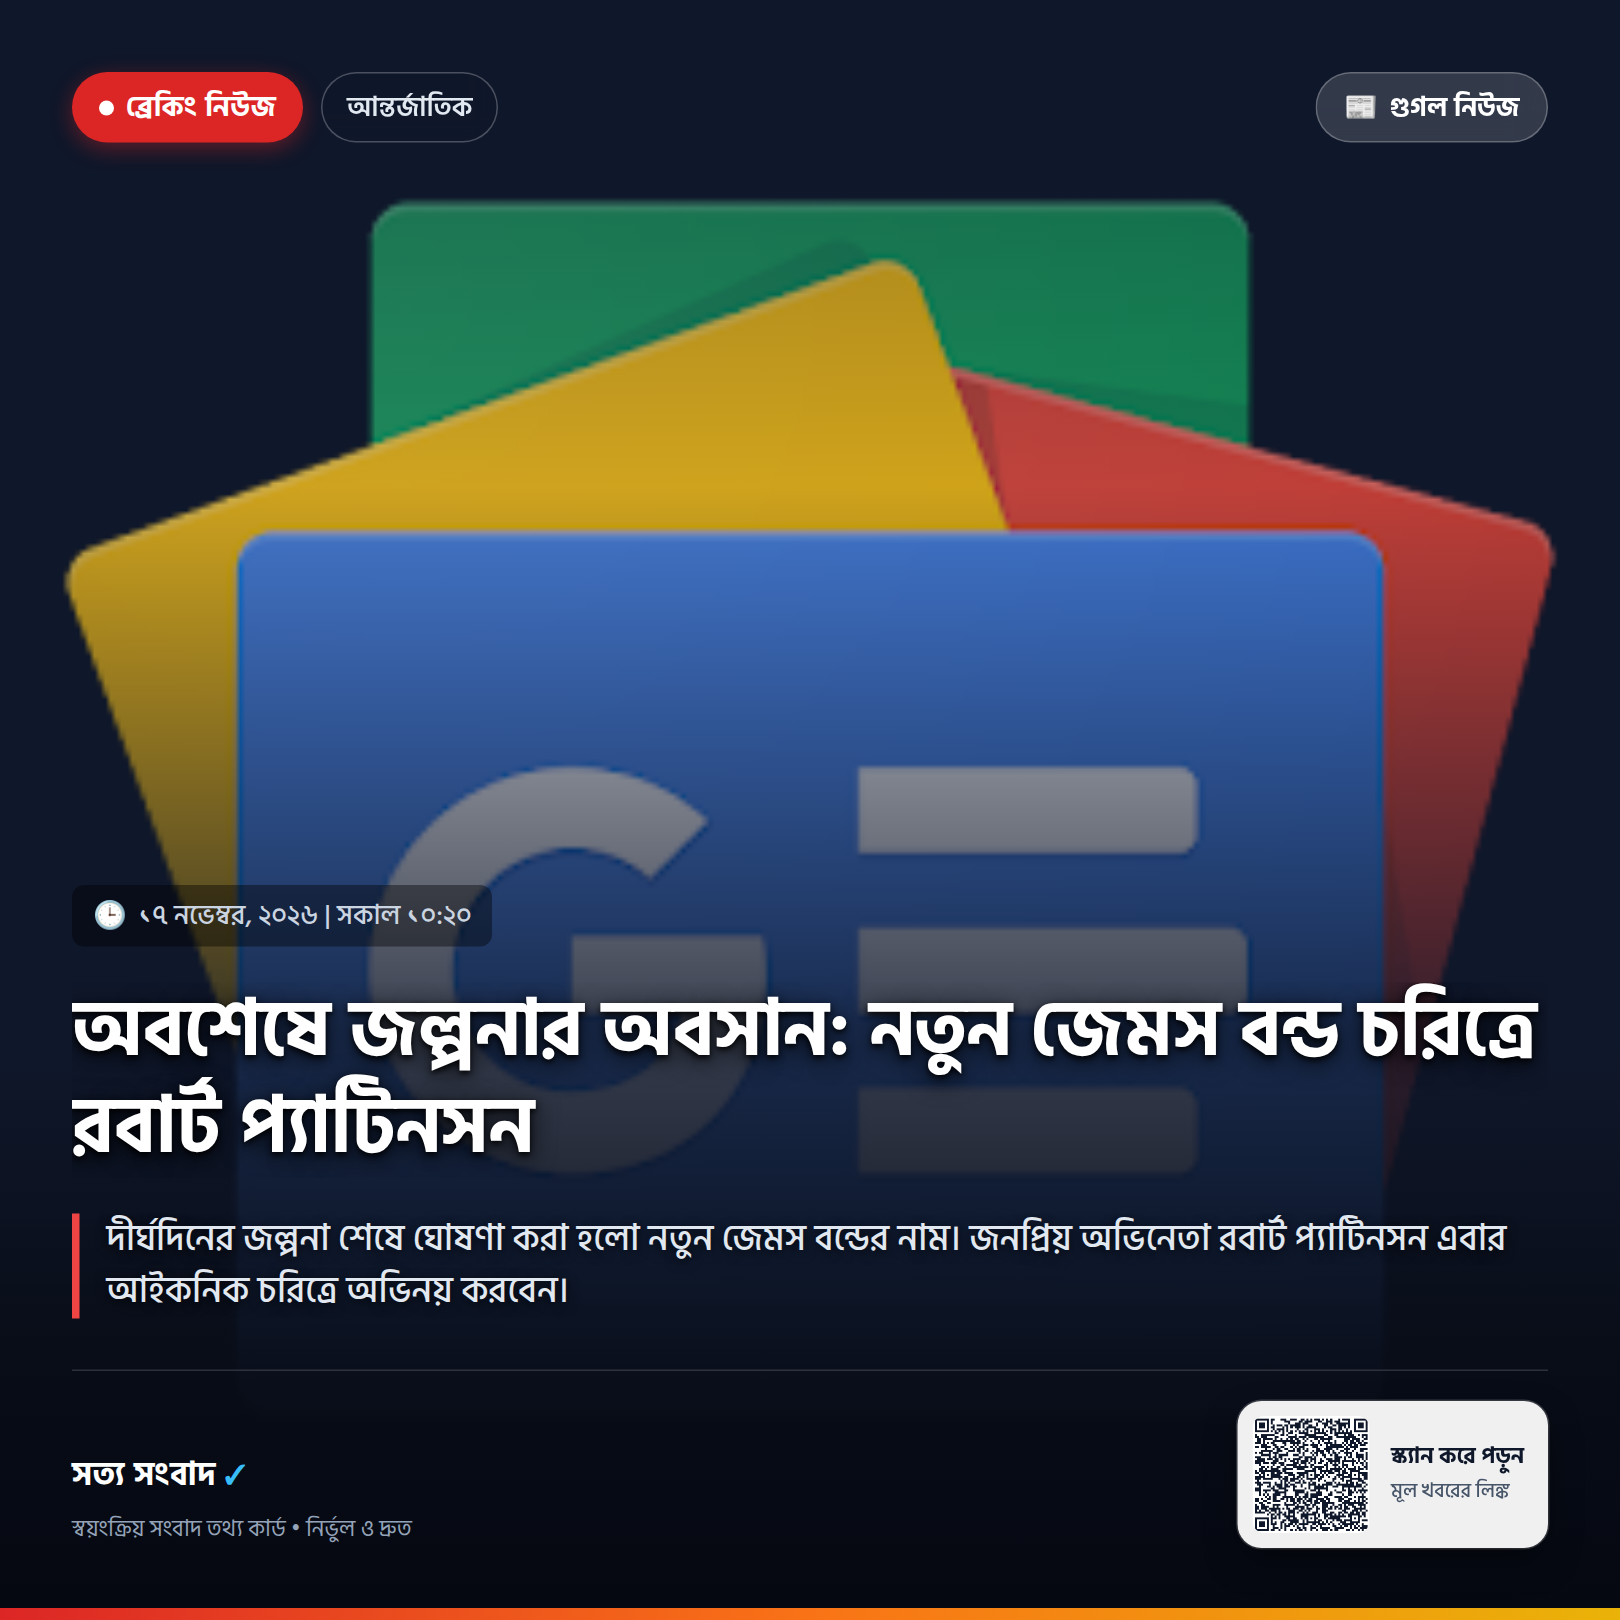 ব্রেকিং নিউজ
আন্তর্জাতিক
গুগল নিউজ
GE
১৭ নভেম্বর, ২০২৬ | সকাল ১০:২০
অবশেষে জল্পনার অবসান: নতুন জেমস বন্ড চরিত্রে
রবার্ট প্যাটিনসন
দীর্ঘদিনের জল্পনা শেষে ঘোষণা করা হলো নতুন জেমস বন্ডের নাম। জনপ্রিয় অভিনেতা রবার্ট প্যাটিনসন এবার
আইকনিক চরিত্রে অভিনয় করবেন।
সত্য সংবাদ ✓
স্বয়ংক্রিয় সংবাদ তথ্য কার্ড • নির্ভুল ও দ্রুত
স্ক্যান করে পড়ুন
মূল খবরের লিঙ্ক